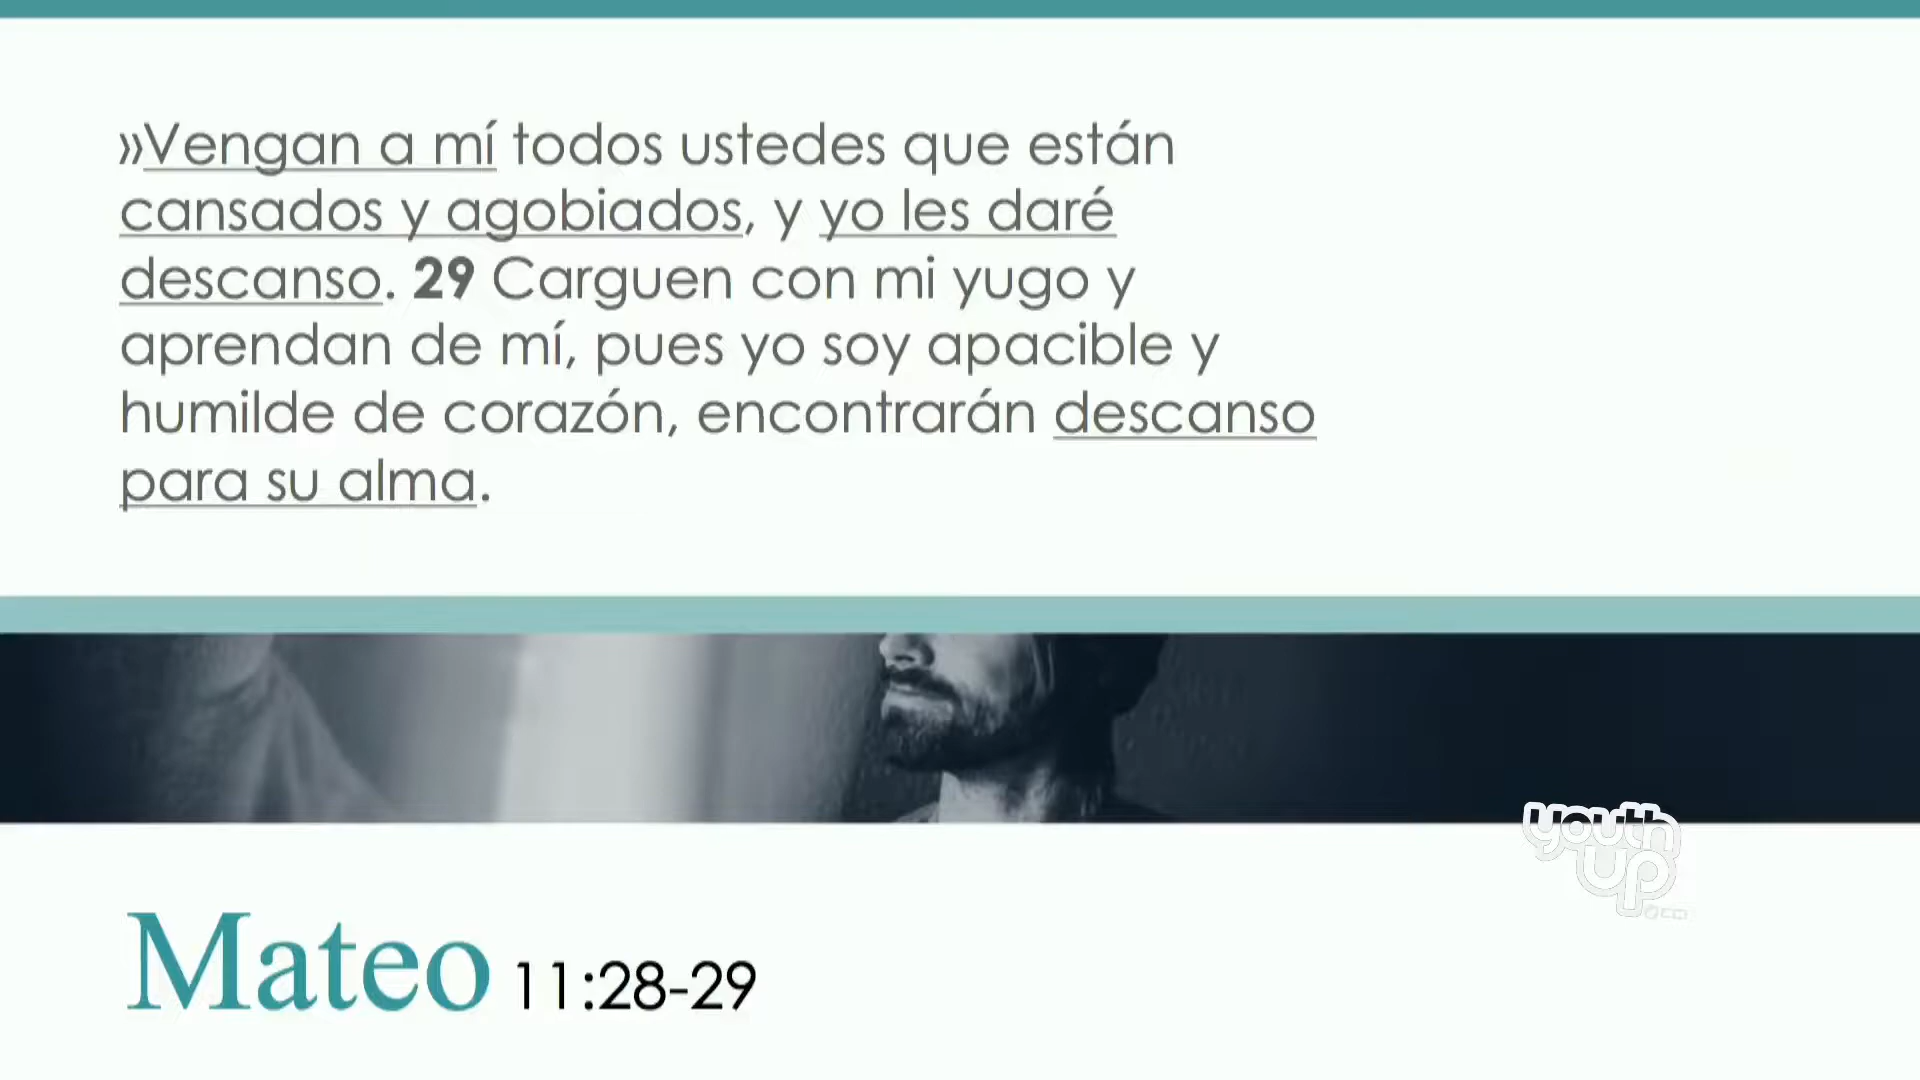 »Vengan a mí todos ustedes que están
cansados y agobiados, y yo les daré
descanso. 29 Carguen con mi yugo y
aprendan de mí, pues yo soy apacible y
humilde de corazón, encontrarán descanso
para su alma.
youth
up
Mateo 11:28-29